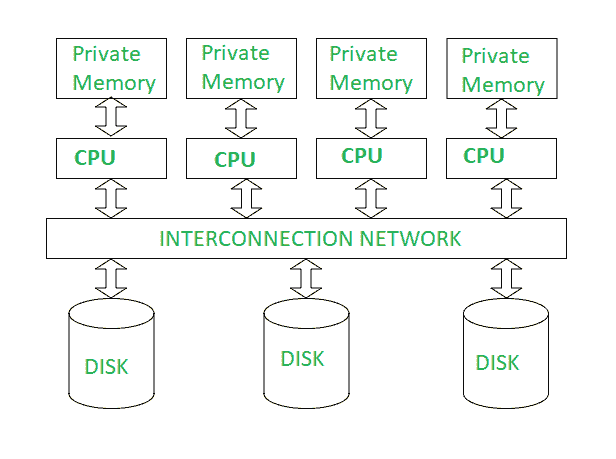 Private
Memory
Private
Memory
Private
Memory
Private
Memory
CPU
CPU
CPU
CPU
INTERCONNECTION NETWORK
DISK
DISK
DISK